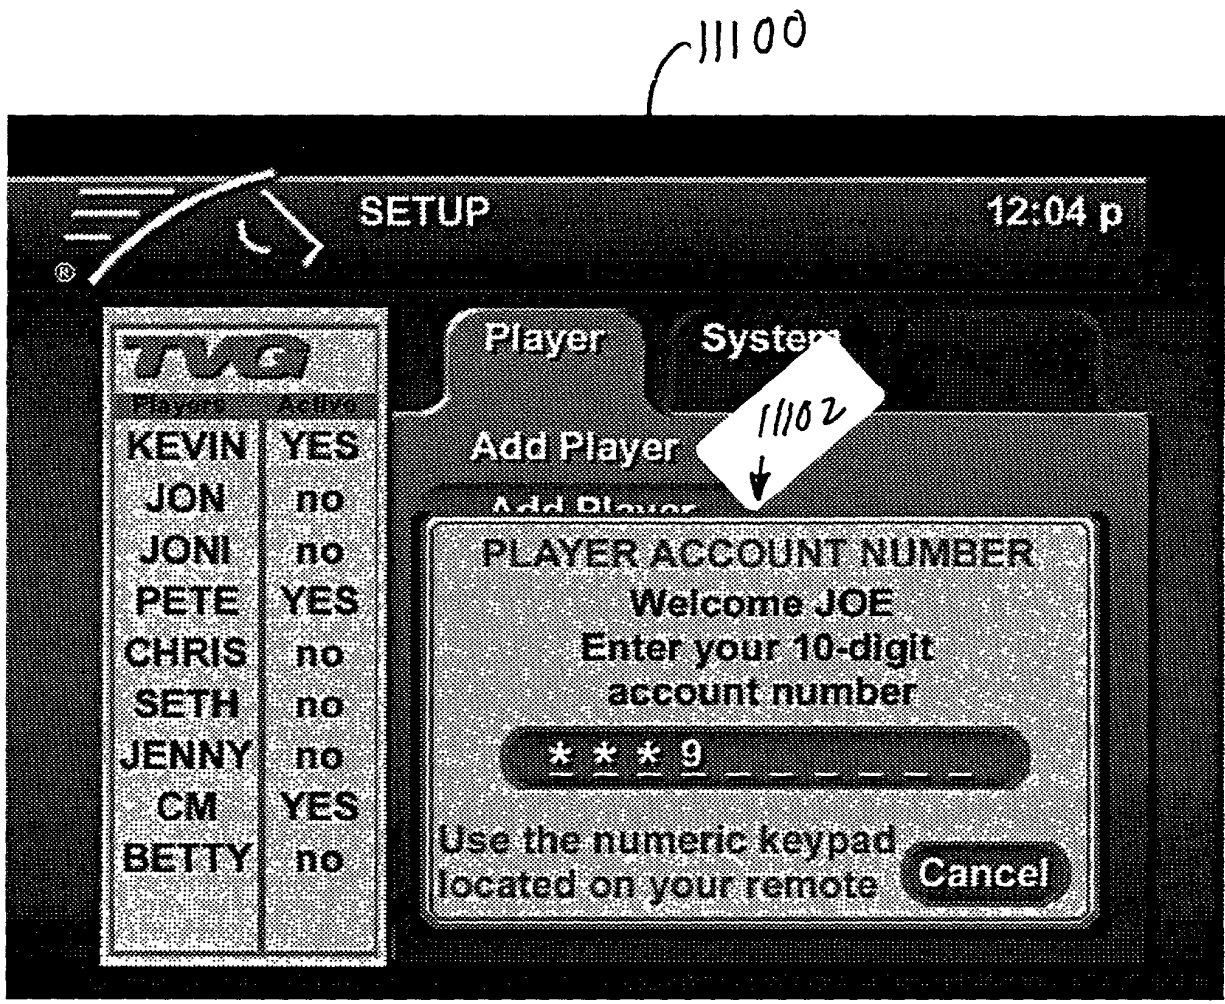 11100
SETUP
12:04 p
®
TVG
Players Active
KEVIN YES
JON no
JONI no
PETE YES
CHRIS no
SETH no
JENNY no
CM YES
BETTY no
Player System
11102
Add Player
Add Player
PLAYER ACCOUNT NUMBER
Welcome JOE
Enter your 10-digit
account number
* * * 9 _ _ _ _ _ _
Use the numeric keypad
located on your remote
Cancel